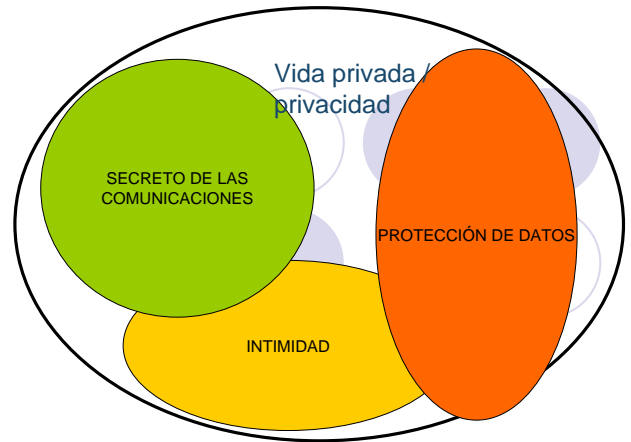 Vida privada /
privacidad
SECRETO DE LAS
COMUNICACIONES
PROTECCIÓN DE DATOS
INTIMIDAD